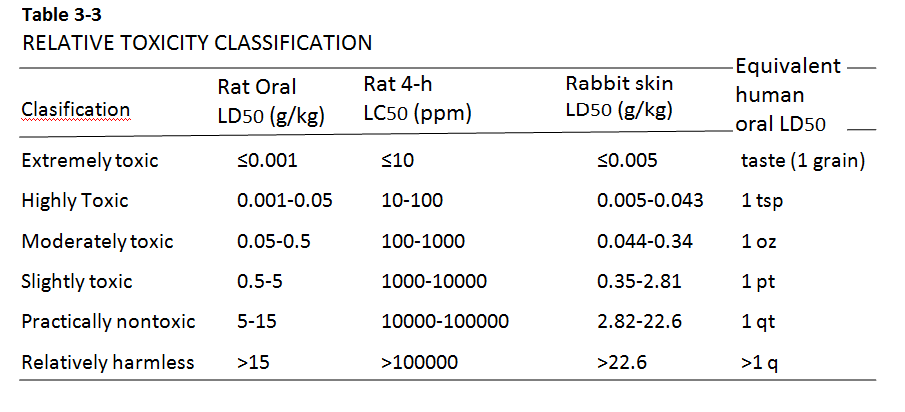 Table 3-3
RELATIVE TOXICITY CLASSIFICATION
Clasification Rat Oral LD50 (g/kg) Rat 4-h LC50 (ppm) Rabbit skin LD50 (g/kg) Equivalent human oral LD50
Extremely toxic ≤0.001 ≤10 ≤0.005 taste (1 grain)
Highly Toxic 0.001-0.05 10-100 0.005-0.043 1 tsp
Moderately toxic 0.05-0.5 100-1000 0.044-0.34 1 oz
Slightly toxic 0.5-5 1000-10000 0.35-2.81 1 pt
Practically nontoxic 5-15 10000-100000 2.82-22.6 1 qt
Relatively harmless >15 >100000 >22.6 >1 q